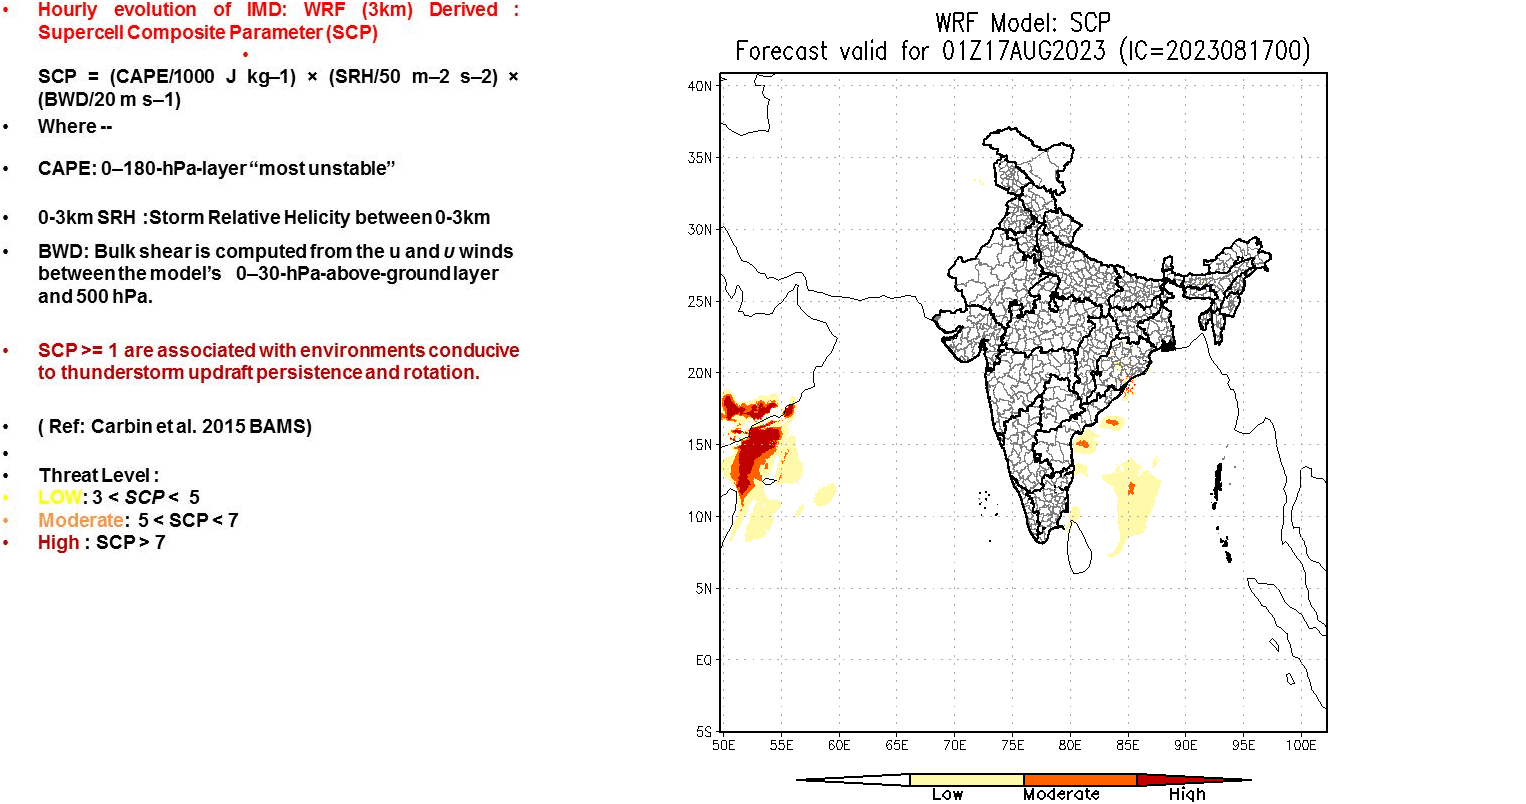 • Hourly evolution of IMD: WRF (3km) Derived :
Supercell Composite Parameter (SCP)
•
SCP = (CAPE/1000 J kg–1) × (SRH/50 m–2 s–2) ×
(BWD/20 m s–1)
• Where --
• CAPE: 0–180-hPa-layer “most unstable”
• 0-3km SRH :Storm Relative Helicity between 0-3km
• BWD: Bulk shear is computed from the u and υ winds
between the model’s 0–30-hPa-above-ground layer
and 500 hPa.
• SCP >= 1 are associated with environments conducive
to thunderstorm updraft persistence and rotation.
• ( Ref: Carbin et al. 2015 BAMS)
•
• Threat Level :
• LOW: 3 < SCP < 5
• Moderate: 5 < SCP < 7
• High : SCP > 7
WRF Model: SCP
Forecast valid for 01Z17AUG2023 (IC=2023081700)
40N
35N
30N
25N
20N
15N
10N
5N
EQ
5S
50E 55E 60E 65E 70E 75E 80E 85E 90E 95E 100E
Low Moderate High